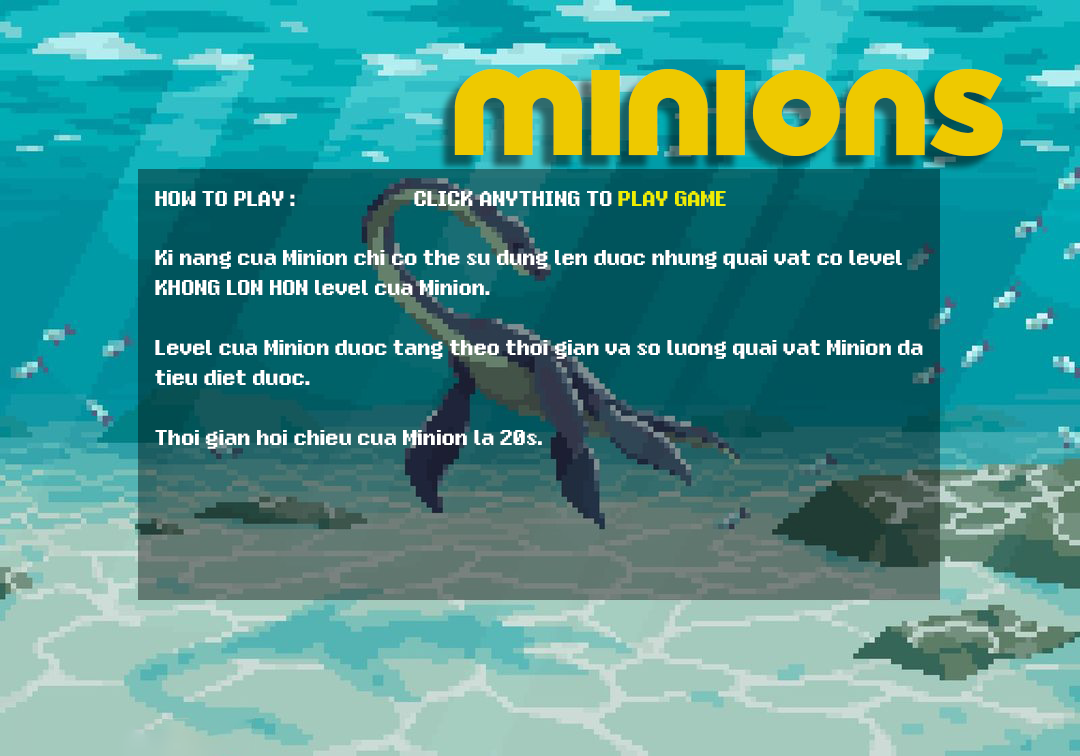 MINIONS
HOW TO PLAY : CLICK ANYTHING TO PLAY GAME
Ki nang cua Minion chi co the su dung len duoc nhung quai vat co level
KHONG LON HON level cua Minion.
Level cua Minion duoc tang theo thoi gian va so luong quai vat Minion da
tieu diet duoc.
Thoi gian hoi chieu cua Minion la 20s.